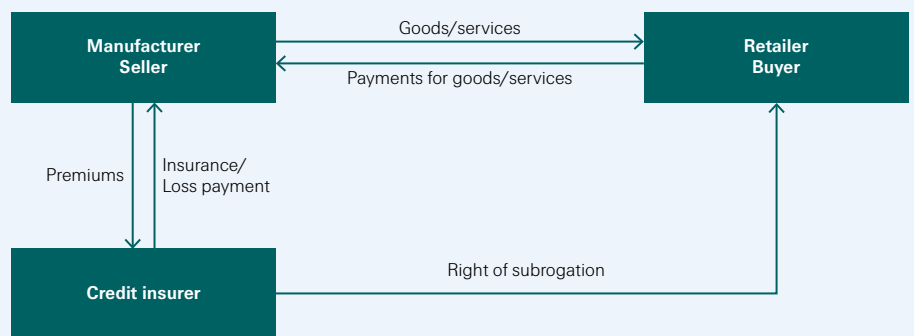 Manufacturer
Seller
Goods/services
Payments for goods/services
Retailer
Buyer
Premiums
Insurance/
Loss payment
Credit insurer
Right of subrogation